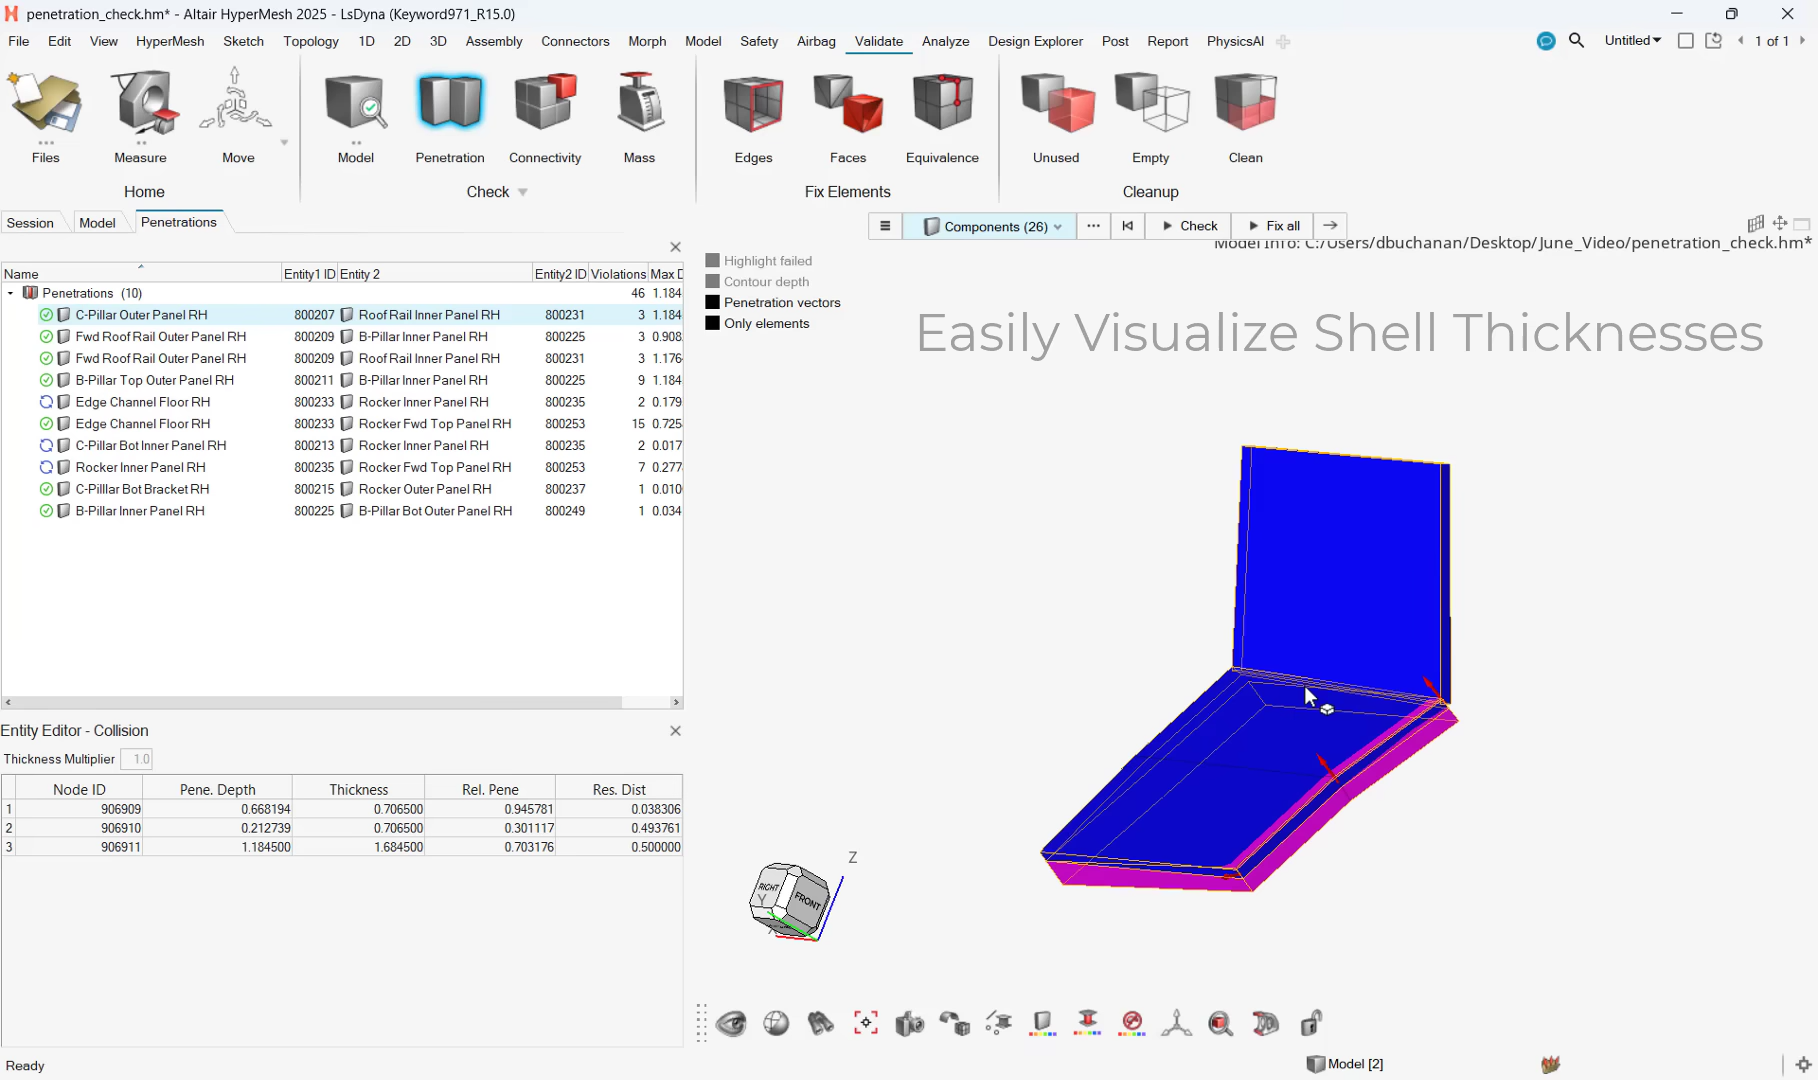 penetration_check.hm* - Altair HyperMesh 2025 - LsDyna (Keyword971_R15.0)
File Edit View HyperMesh Sketch Topology 1D 2D 3D Assembly Connectors Morph Model Safety Airbag Validate Analyze Design Explorer Post Report PhysicsAI Untitled 1 of 1
Files Measure Move Model Penetration Connectivity Mass Edges Faces Equivalence Unused Empty Clean
Home Check Fix Elements Cleanup
Session Model Penetrations
Components (26) Check Fix all
Model Info: C:/Users/dbuchanan/Desktop/June_Video/penetration_check.hm*
Name Entity1 ID Entity 2 Entity2 ID Violations Max D
Penetrations (10) 46 1.184
C-Pillar Outer Panel RH 800207 Roof Rail Inner Panel RH 800231 3 1.184
Fwd Roof Rail Outer Panel RH 800209 B-Pillar Inner Panel RH 800225 3 0.908
Fwd Roof Rail Outer Panel RH 800209 Roof Rail Inner Panel RH 800231 3 1.176
B-Pillar Top Outer Panel RH 800211 B-Pillar Inner Panel RH 800225 9 1.184
Edge Channel Floor RH 800233 Rocker Inner Panel RH 800235 2 0.179
Edge Channel Floor RH 800233 Rocker Fwd Top Panel RH 800253 15 0.725
C-Pillar Bot Inner Panel RH 800213 Rocker Inner Panel RH 800235 2 0.017
Rocker Inner Panel RH 800235 Rocker Fwd Top Panel RH 800253 7 0.277
C-Pilllar Bot Bracket RH 800215 Rocker Outer Panel RH 800237 1 0.010
B-Pillar Inner Panel RH 800225 B-Pillar Bot Outer Panel RH 800249 1 0.034
Highlight failed
Contour depth
Penetration vectors
Only elements
Easily Visualize Shell Thicknesses
Entity Editor - Collision
Thickness Multiplier 1.0
Node ID Pene. Depth Thickness Rel. Pene Res. Dist
1 906909 0.668194 0.706500 0.945781 0.038306
2 906910 0.212739 0.706500 0.301117 0.493761
3 906911 1.184500 1.684500 0.703176 0.500000
Z
RIGHT FRONT
Y
X
Ready
Model [2]